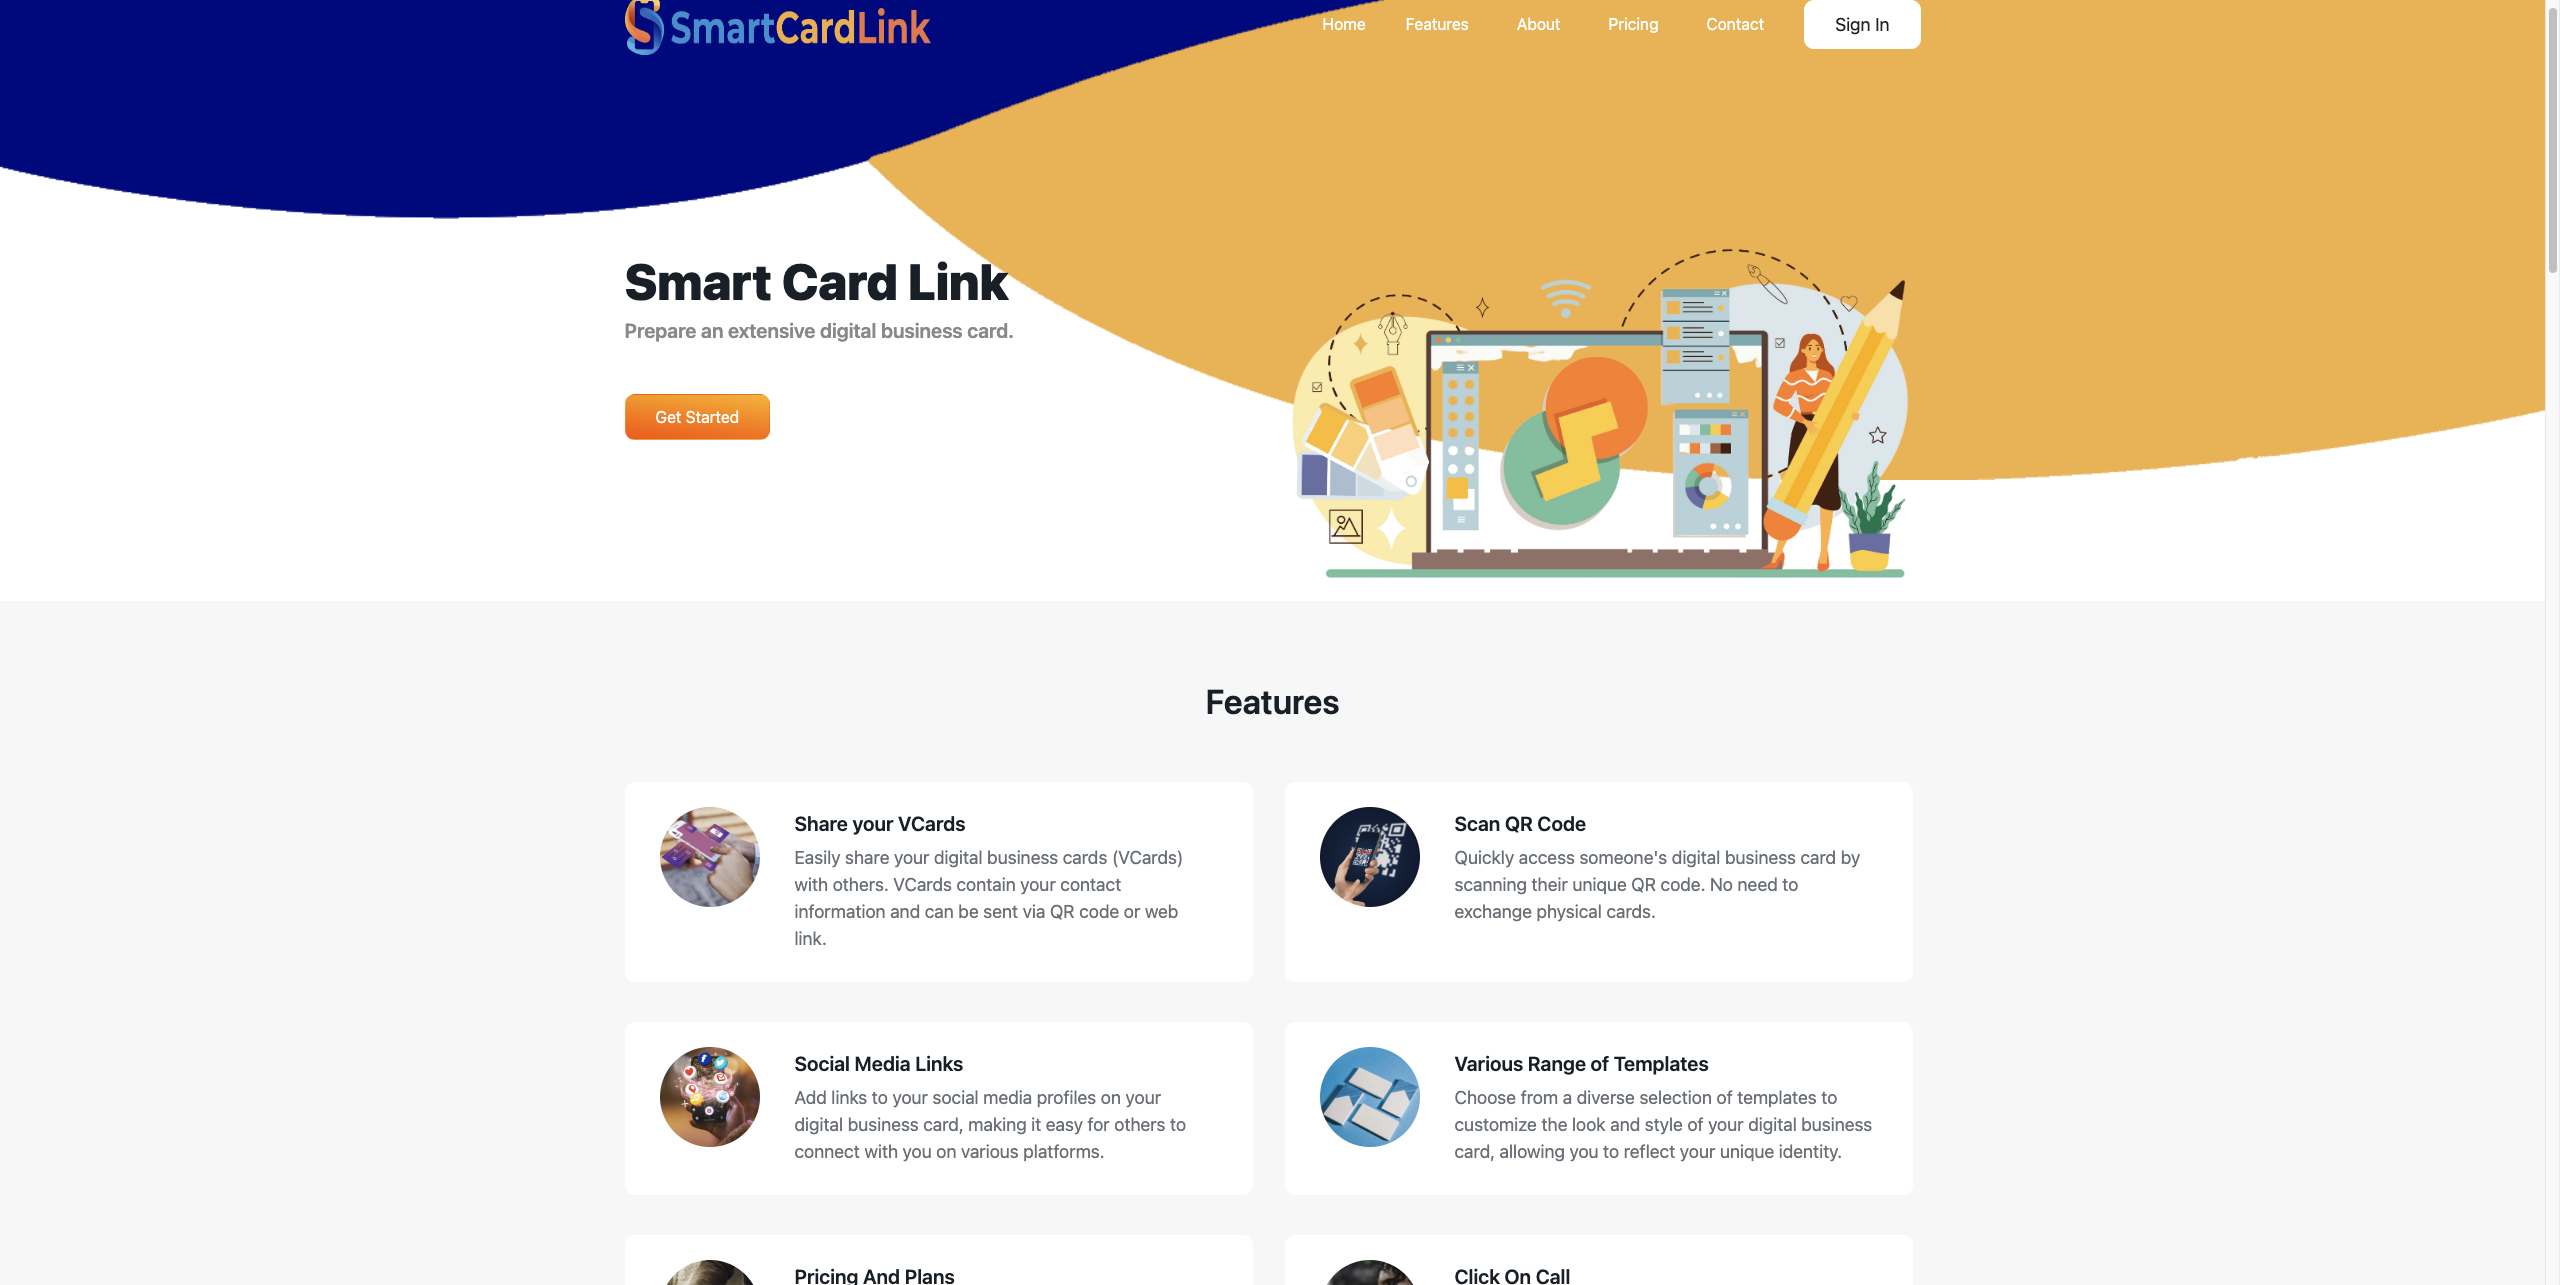 SmartCardLink
Home Features About Pricing Contact Sign In
Smart Card Link
Prepare an extensive digital business card.
Get Started
Features
Share your VCards
Easily share your digital business cards (VCards)
with others. VCards contain your contact
information and can be sent via QR code or web
link.
Scan QR Code
Quickly access someone's digital business card by
scanning their unique QR code. No need to
exchange physical cards.
Social Media Links
Add links to your social media profiles on your
digital business card, making it easy for others to
connect with you on various platforms.
Various Range of Templates
Choose from a diverse selection of templates to
customize the look and style of your digital business
card, allowing you to reflect your unique identity.
Pricing And Plans
Click On Call